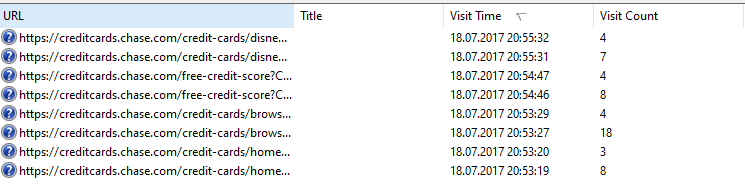 URL Title Visit Time Visit Count
https://creditcards.chase.com/credit-cards/disne... 18.07.2017 20:55:32 4
https://creditcards.chase.com/credit-cards/disne... 18.07.2017 20:55:31 7
https://creditcards.chase.com/free-credit-score?C... 18.07.2017 20:54:47 4
https://creditcards.chase.com/free-credit-score?C... 18.07.2017 20:54:46 8
https://creditcards.chase.com/credit-cards/brows... 18.07.2017 20:53:29 4
https://creditcards.chase.com/credit-cards/brows... 18.07.2017 20:53:27 18
https://creditcards.chase.com/credit-cards/home... 18.07.2017 20:53:20 3
https://creditcards.chase.com/credit-cards/home... 18.07.2017 20:53:19 8